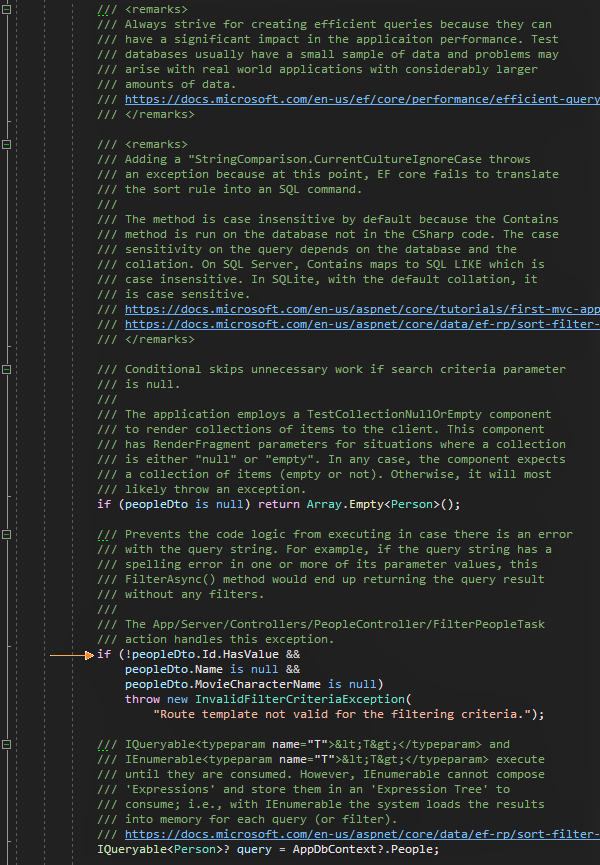 /// <remarks>
/// Always strive for creating efficient queries because they can
/// have a significant impact in the applicaiton performance. Test
/// databases usually have a small sample of data and problems may
/// arise with real world applications with considerably larger
/// amounts of data.
/// https://docs.microsoft.com/en-us/ef/core/performance/efficient-query
/// </remarks>
/// <remarks>
/// Adding a "StringComparison.CurrentCultureIgnoreCase throws
/// an exception because at this point, EF core fails to translate
/// the sort rule into an SQL command.
///
/// The method is case insensitive by default because the Contains
/// method is run on the database not in the CSharp code. The case
/// sensitivity on the query depends on the database and the
/// collation. On SQL Server, Contains maps to SQL LIKE which is
/// case insensitive. In SQLite, with the default collation, it
/// is case sensitive.
/// https://docs.microsoft.com/en-us/aspnet/core/tutorials/first-mvc-app
/// https://docs.microsoft.com/en-us/aspnet/core/data/ef-rp/sort-filter-
/// </remarks>
/// Conditional skips unnecessary work if search criteria parameter
/// is null.
///
/// The application employs a TestCollectionNullOrEmpty component
/// to render collections of items to the client. This component
/// has RenderFragment parameters for situations where a collection
/// is either "null" or "empty". In any case, the component expects
/// a collection of items (empty or not). Otherwise, it will most
/// likely throw an exception.
if (peopleDto is null) return Array.Empty<Person>();
/// Prevents the code logic from executing in case there is an error
/// with the query string. For example, if the query string has a
/// spelling error in one or more of its parameter values, this
/// FilterAsync() method would end up returning the query result
/// without any filters.
///
/// The App/Server/Controllers/PeopleController/FilterPeopleTask
/// action handles this exception.
if (!peopleDto.Id.HasValue &&
peopleDto.Name is null &&
peopleDto.MovieCharacterName is null)
throw new InvalidFilterCriteriaException(
"Route template not valid for the filtering criteria.");
/// IQueryable<typeparam name="T">&lt;T&gt;</typeparam> and
/// IEnumerable<typeparam name="T">&lt;T&gt;</typeparam> execute
/// until they are consumed. However, IEnumerable cannot compose
/// 'Expressions' and store them in an 'Expression Tree' to
/// consume; i.e., with IEnumerable the system loads the results
/// into memory for each query (or filter).
/// https://docs.microsoft.com/en-us/aspnet/core/data/ef-rp/sort-filter-
IQueryable<Person>? query = AppDbContext?.People;